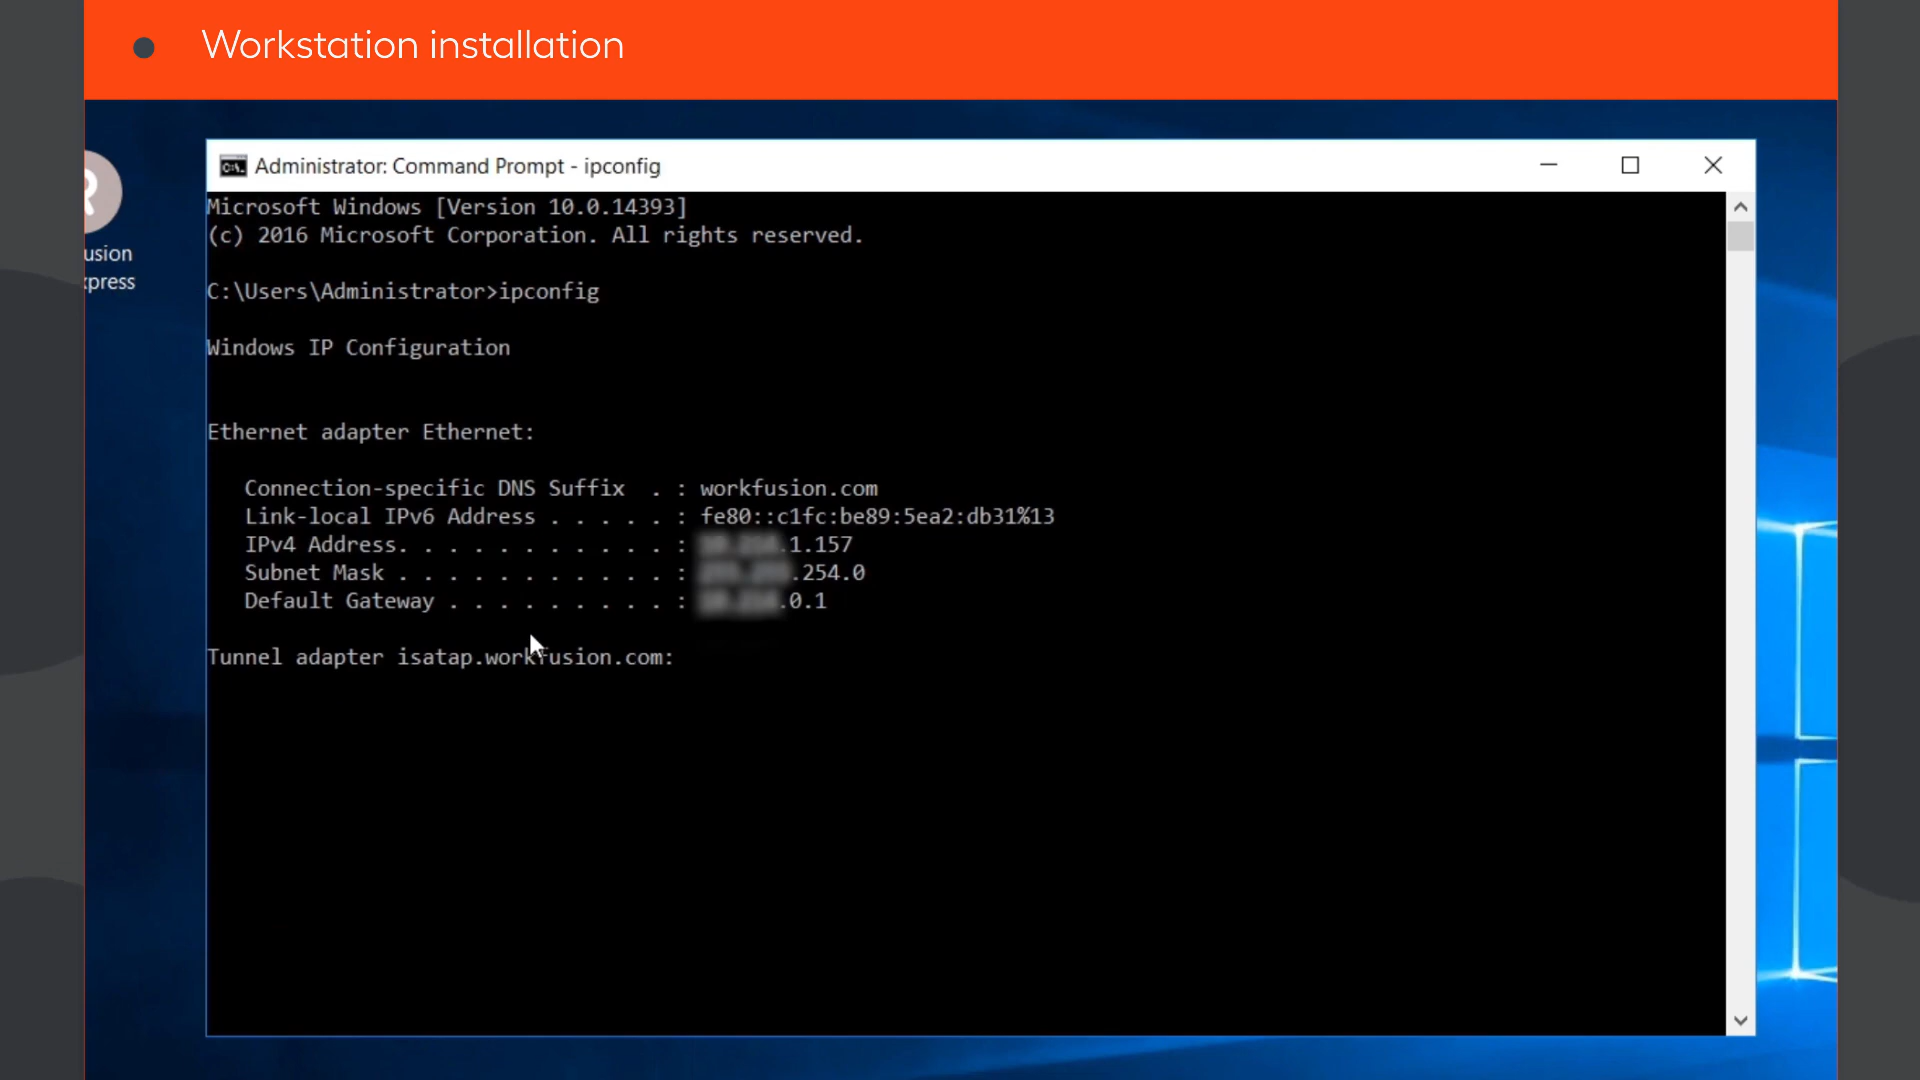 Workstation installation
Administrator: Command Prompt - ipconfig
Microsoft Windows [Version 10.0.14393]
(c) 2016 Microsoft Corporation. All rights reserved.
usion
xpress
C:\Users\Administrator>ipconfig
Windows IP Configuration
Ethernet adapter Ethernet:
Connection-specific DNS Suffix . : workfusion.com
Link-local IPv6 Address . . . . . : fe80::c1fc:be89:5ea2:db31%13
IPv4 Address. . . . . . . . . . . : .1.157
Subnet Mask . . . . . . . . . . . : .254.0
Default Gateway . . . . . . . . . : .0.1
Tunnel adapter isatap.workfusion.com: